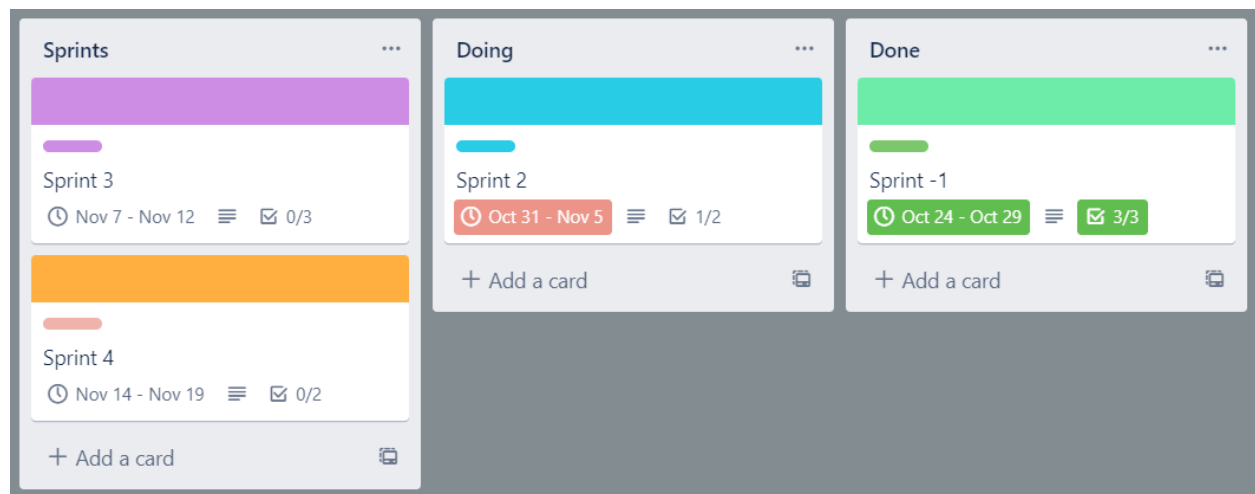 Sprints
Sprint 3
Nov 7 - Nov 12 0/3
Sprint 4
Nov 14 - Nov 19 0/2
+ Add a card
Doing
Sprint 2
Oct 31 - Nov 5 1/2
+ Add a card
Done
Sprint -1
Oct 24 - Oct 29 3/3
+ Add a card